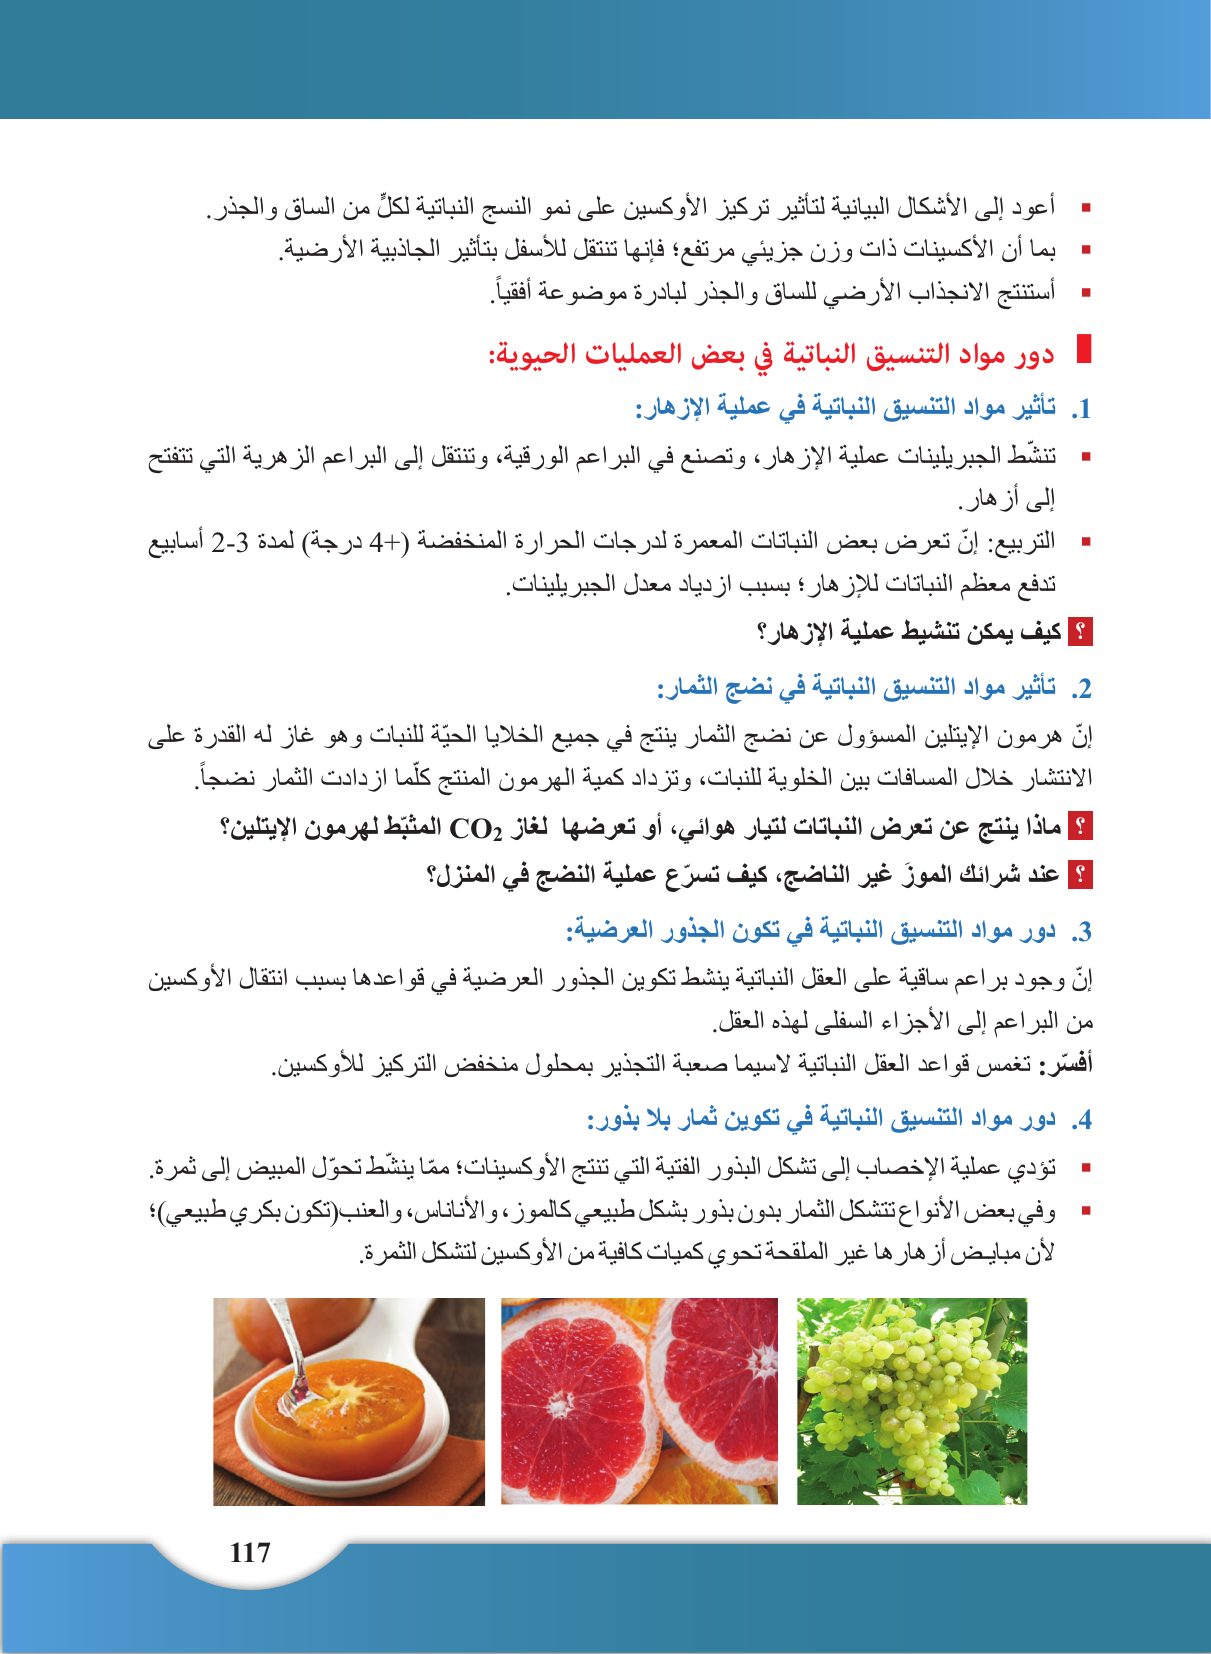 ▪ أعود إلى الأشكال البيانية لتأثير تركيز الأوكسين على نمو النسج النباتية لكلٍّ من الساق والجذر.
▪ بما أن الأكسينات ذات وزن جزيئي مرتفع؛ فإنها تنتقل للأسفل بتأثير الجاذبية الأرضية.
▪ أستنتج الانجذاب الأرضي للساق والجذر لبادرة موضوعة أفقياً.
دور مواد التنسيق النباتية في بعض العمليات الحيوية:
1. تأثير مواد التنسيق النباتية في عملية الإزهار:
▪ تنشّط الجبريلينات عملية الإزهار، وتصنع في البراعم الورقية، وتنتقل إلى البراعم الزهرية التي تتفتح
إلى أزهار.
▪ التربيع: إنّ تعرض بعض النباتات المعمرة لدرجات الحرارة المنخفضة (+4 درجة) لمدة 3-2 أسابيع
تدفع معظم النباتات للإزهار؛ بسبب ازدياد معدل الجبريلينات.
؟ كيف يمكن تنشيط عملية الإزهار؟
2. تأثير مواد التنسيق النباتية في نضج الثمار:
إنّ هرمون الإيتلين المسؤول عن نضج الثمار ينتج في جميع الخلايا الحيّة للنبات وهو غاز له القدرة على
الانتشار خلال المسافات بين الخلوية للنبات، وتزداد كمية الهرمون المنتج كلّما ازدادت الثمار نضجاً.
؟ ماذا ينتج عن تعرض النباتات لتيار هوائي، أو تعرضها لغاز CO₂ المثبّط لهرمون الإيتلين؟
؟ عند شرائك الموزَ غير الناضج، كيف تسرّع عملية النضج في المنزل؟
3. دور مواد التنسيق النباتية في تكون الجذور العرضية:
إنّ وجود براعم ساقية على العقل النباتية ينشط تكوين الجذور العرضية في قواعدها بسبب انتقال الأوكسين
من البراعم إلى الأجزاء السفلى لهذه العقل.
أفسّر: تغمس قواعد العقل النباتية لاسيما صعبة التجذير بمحلول منخفض التركيز للأوكسين.
4. دور مواد التنسيق النباتية في تكوين ثمار بلا بذور:
▪ تؤدي عملية الإخصاب إلى تشكل البذور الفتية التي تنتج الأوكسينات؛ ممّا ينشّط تحوّل المبيض إلى ثمرة.
▪ وفي بعض الأنواع تتشكل الثمار بدون بذور بشكل طبيعي كالموز، والأناناس، والعنب(تكون بكري طبيعي)؛
لأن مبايض أزهارها غير الملقحة تحوي كميات كافية من الأوكسين لتشكل الثمرة.
117